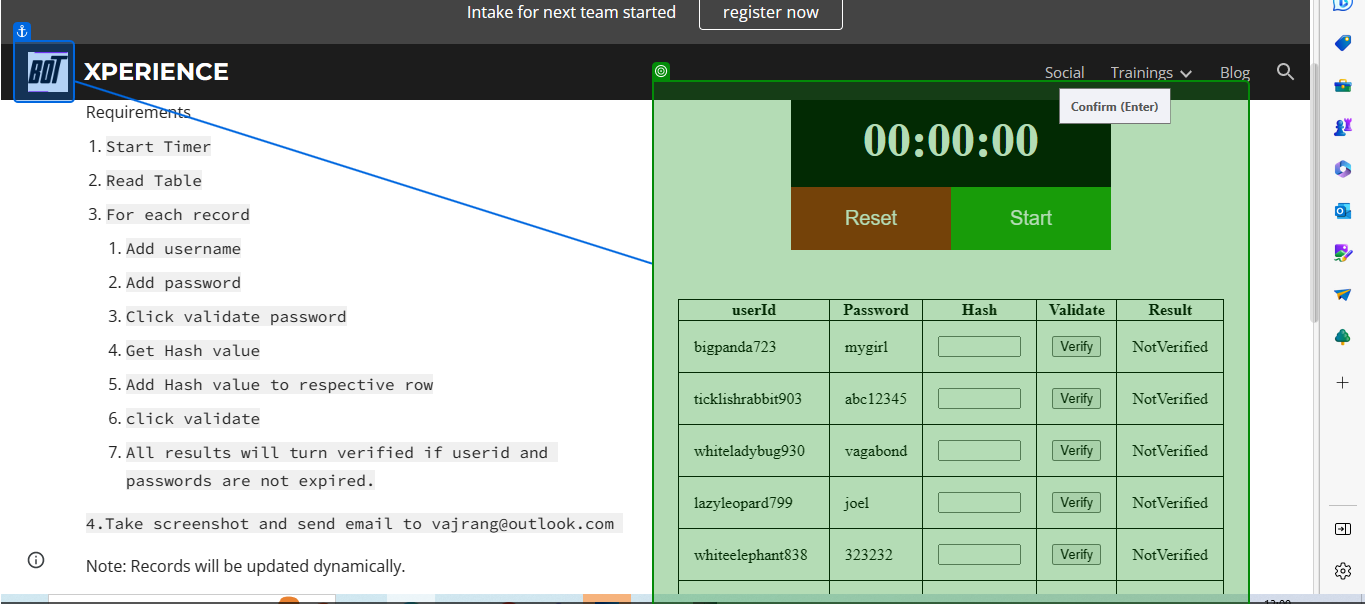 Intake for next team started register now
BOT XPERIENCE Social Trainings Blog
Confirm (Enter)
Requirements
1. Start Timer
2. Read Table
3. For each record
1. Add username
2. Add password
3. Click validate password
4. Get Hash value
5. Add Hash value to respective row
6. click validate
7. All results will turn verified if userid and
passwords are not expired.
4.Take screenshot and send email to vajrang@outlook.com
Note: Records will be updated dynamically.
00:00:00
Reset Start
userId Password Hash Validate Result
bigpanda723 mygirl Verify NotVerified
ticklishrabbit903 abc12345 Verify NotVerified
whiteladybug930 vagabond Verify NotVerified
lazyleopard799 joel Verify NotVerified
whiteelephant838 323232 Verify NotVerified